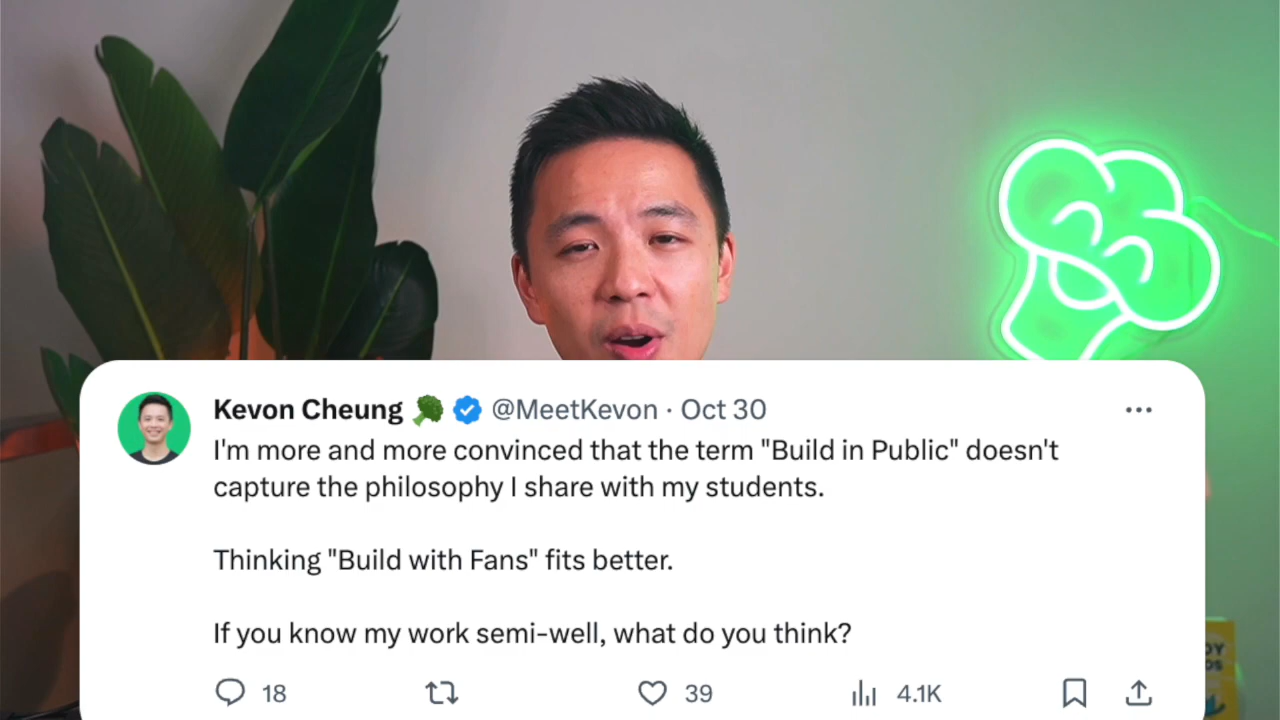 Kevon Cheung 🥦 @MeetKevon · Oct 30
I'm more and more convinced that the term "Build in Public" doesn't
capture the philosophy I share with my students.
Thinking "Build with Fans" fits better.
If you know my work semi-well, what do you think?
18 39 4.1K